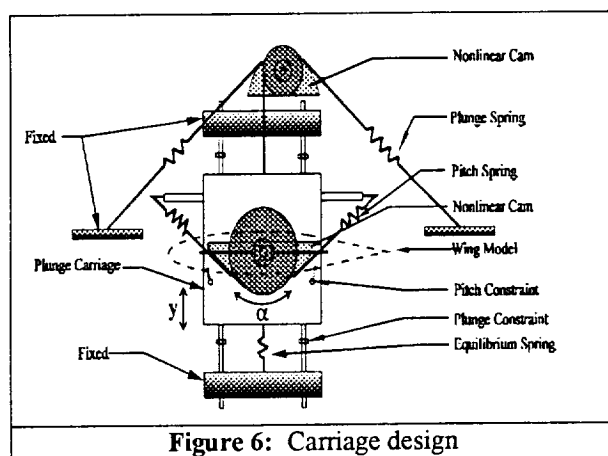 Nonlinear Cam
Plunge Spring
Fixed
Pitch Spring
Nonlinear Cam
Wing Model
Plunge Carriage
Pitch Constraint
α
y
Plunge Constraint
Equilibrium Spring
Fixed
Figure 6: Carriage design